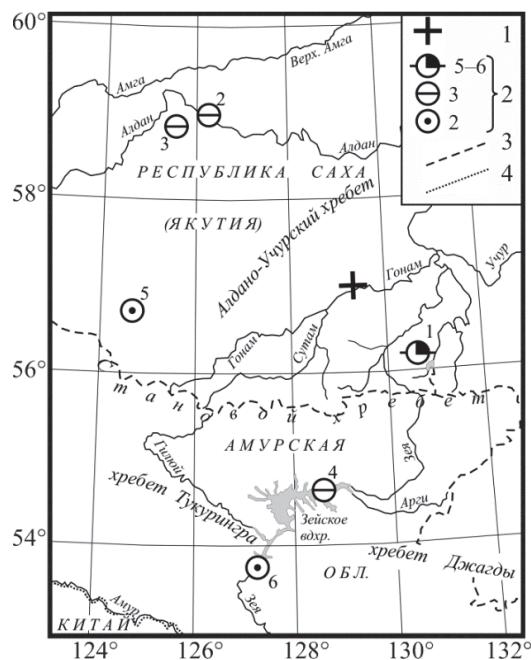 60°
58°
56°
54°
124°
126°
128°
130°
132°
1
5–6
3
2
2
3
4
Амга
Верх. Амга
Алдан
2
3
Алдан
РЕСПУБЛИКА САХА
(ЯКУТИЯ)
Алдано-Учурский хребет
Учур
Гонам
5
1
Гонам
Сутам
Становой хребет
АМУРСКАЯ
Гилюй
Зея
4
хребет Тукурингра
Зейское
вдхр.
Арги
хребет Джагды
ОБЛ.
6
Зея
Амур
КИТАЙ